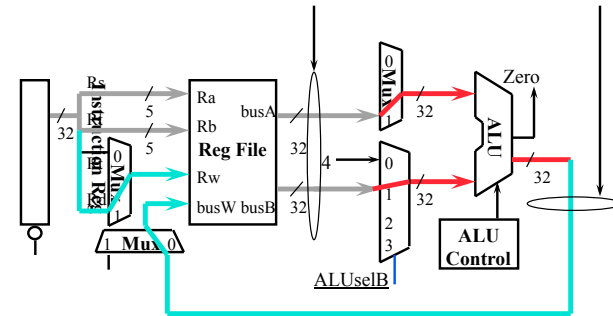 Rs
Ra
5
32
Rb
5
Instruction Reg
Mux
0
1
Rw
busW
busB
busA
Reg File
1 Mux 0
32
32
4
0
Mux
1
32
0
1
2
3
32
ALUselB
Zero
ALU
32
ALU
Control